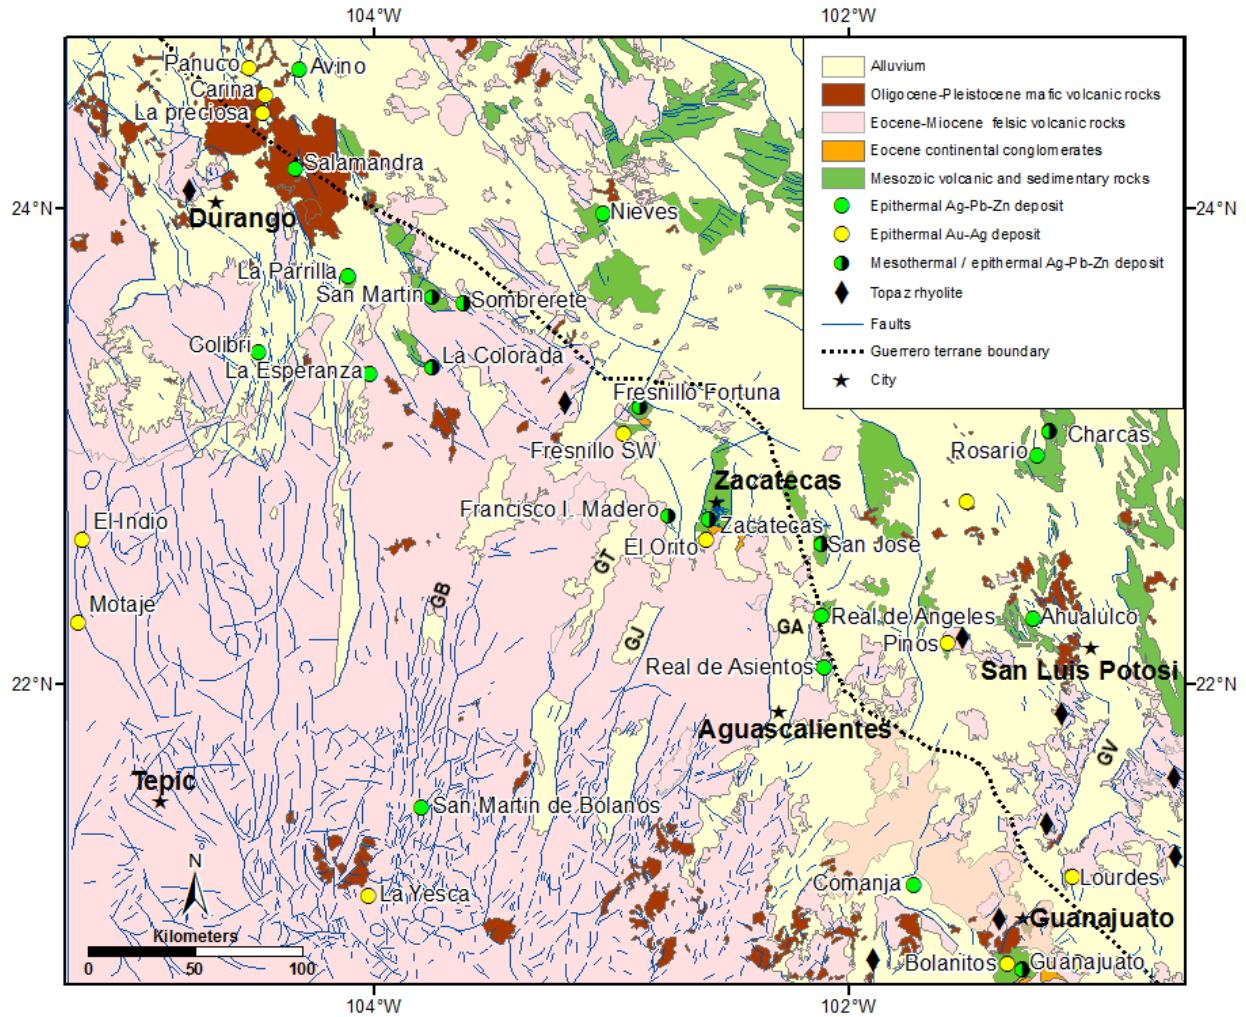 104°W
102°W
Panuco
Avino
Carina
La preciosa
Salamandra
24°N
Durango
Nieves
24°N
Alluvium
Oligocene-Pleistocene mafic volcanic rocks
Eocene-Miocene felsic volcanic rocks
Eocene continental conglomerates
Mesozoic volcanic and sedimentary rocks
Epithermal Ag-Pb-Zn deposit
Epithermal Au-Ag deposit
Mesothermal / epithermal Ag-Pb-Zn deposit
Topaz rhyolite
Faults
Guerrero terrane boundary
City
La Parrilla
San Martin
Sombrerete
Colibri
La Esperanza
La Colorada
Fresnillo Fortuna
Fresnillo SW
Charcas
Rosario
Zacatecas
Francisco I. Madero
Zacatecas
El Orito
San Jose
El Indio
Motaje
GB
GT
GJ
GA
Real de Angeles
Ahualulco
Pinos
Real de Asientos
San Luis Potosi
22°N
22°N
Aguascalientes
GV
Tepic
San Martin de Bolanos
N
La Yesca
Comanja
Lourdes
Guanajuato
Bolanitos
Guanajuato
Kilometers
0 50 100
104°W
102°W